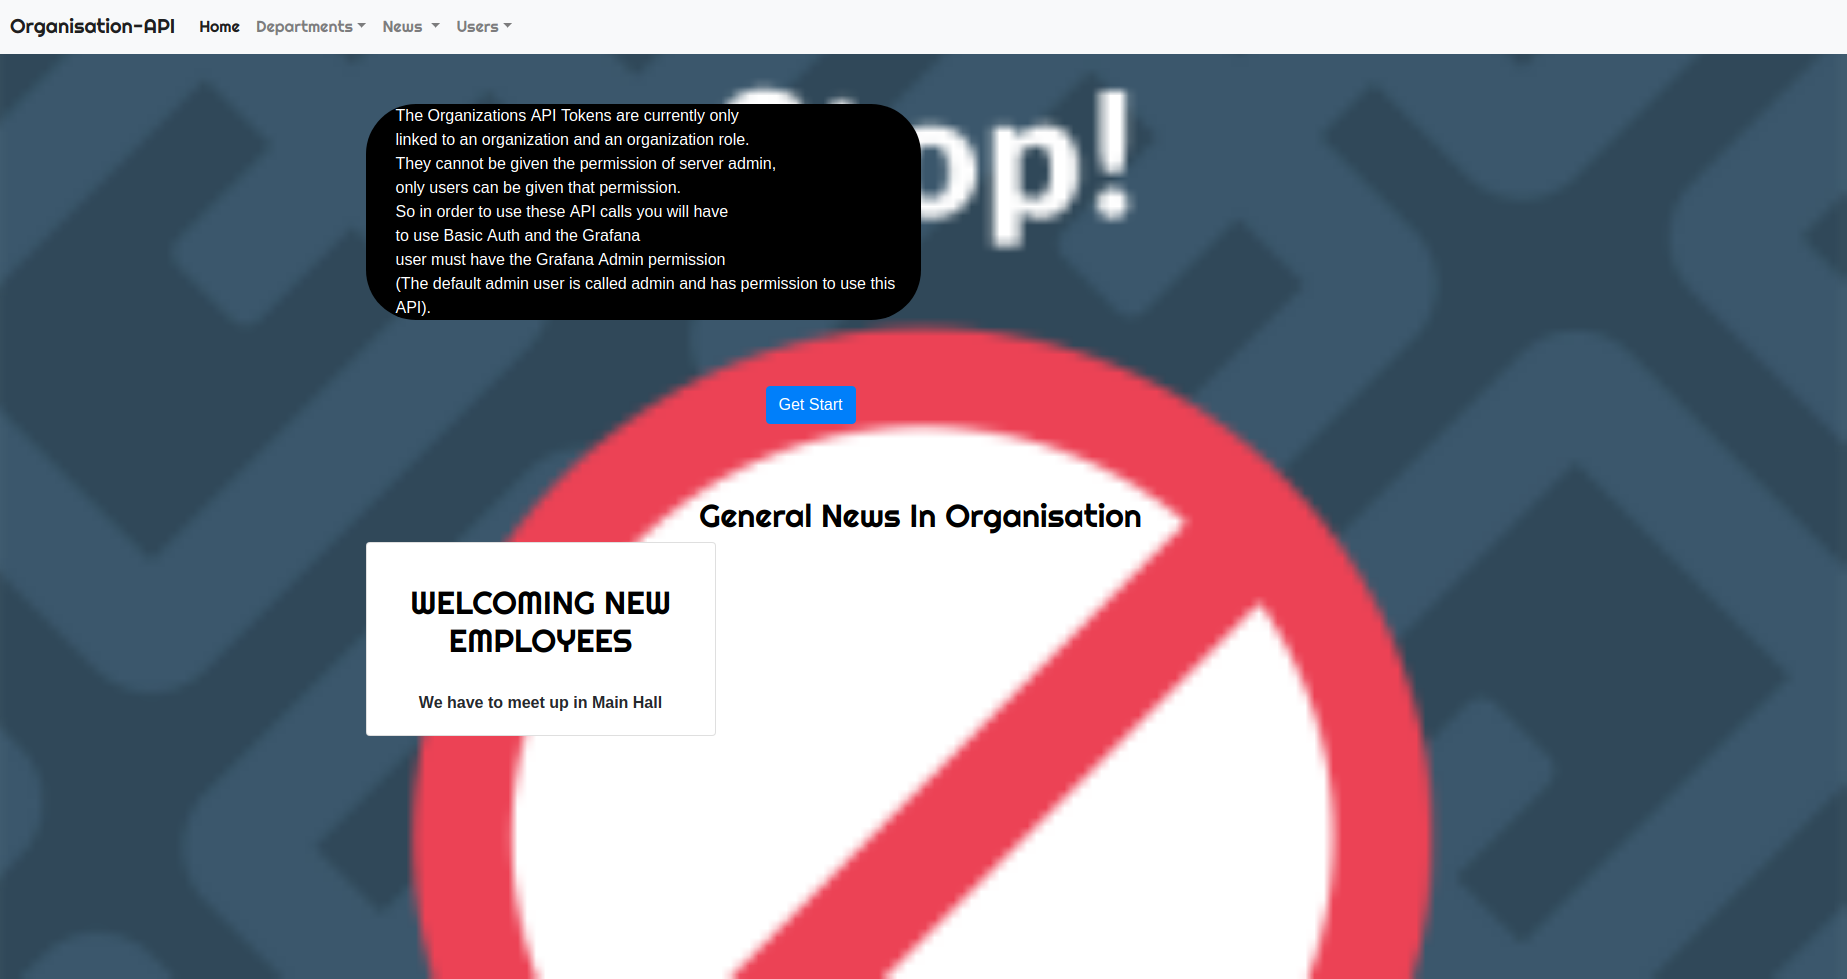 Organisation-API Home Departments News Users
op!
The Organizations API Tokens are currently only
linked to an organization and an organization role.
They cannot be given the permission of server admin,
only users can be given that permission.
So in order to use these API calls you will have
to use Basic Auth and the Grafana
user must have the Grafana Admin permission
(The default admin user is called admin and has permission to use this
API).
Get Start
General News In Organisation
WELCOMING NEW
EMPLOYEES
We have to meet up in Main Hall